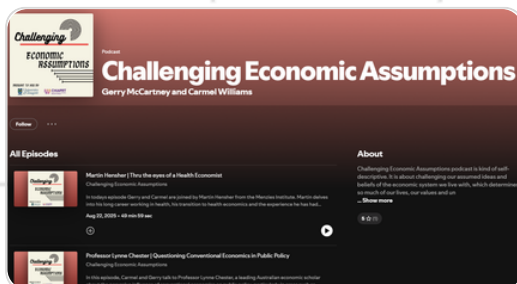 Challenging
ECONOMIC
ASSUMPTIONS
Podcast
Challenging Economic Assumptions
Gerry McCartney and Carmel Williams
Follow
All Episodes
Martin Hensher | Thru the eyes of a Health Economist
Challenging Economic Assumptions
In todays episode Gerry and Carmel are joined by Martin Hensher from the Menzies Institute. Martin delves
into his long career working in health, his transition to health economics and the experience he has had...
Aug 22, 2025 • 49 min 59 sec
Professor Lynne Chester | Questioning Conventional Economics in Public Policy
Challenging Economic Assumptions
In this episode, Carmel and Gerry talk to Professor Lynne Chester, a leading Australian economic scholar
About
Challenging Economic Assumptions podcast is kind of self-
descriptive. It is about challenging our assumed ideas and
beliefs of the economic system we live with, which determines
so much of our lives, our values and un
... Show more